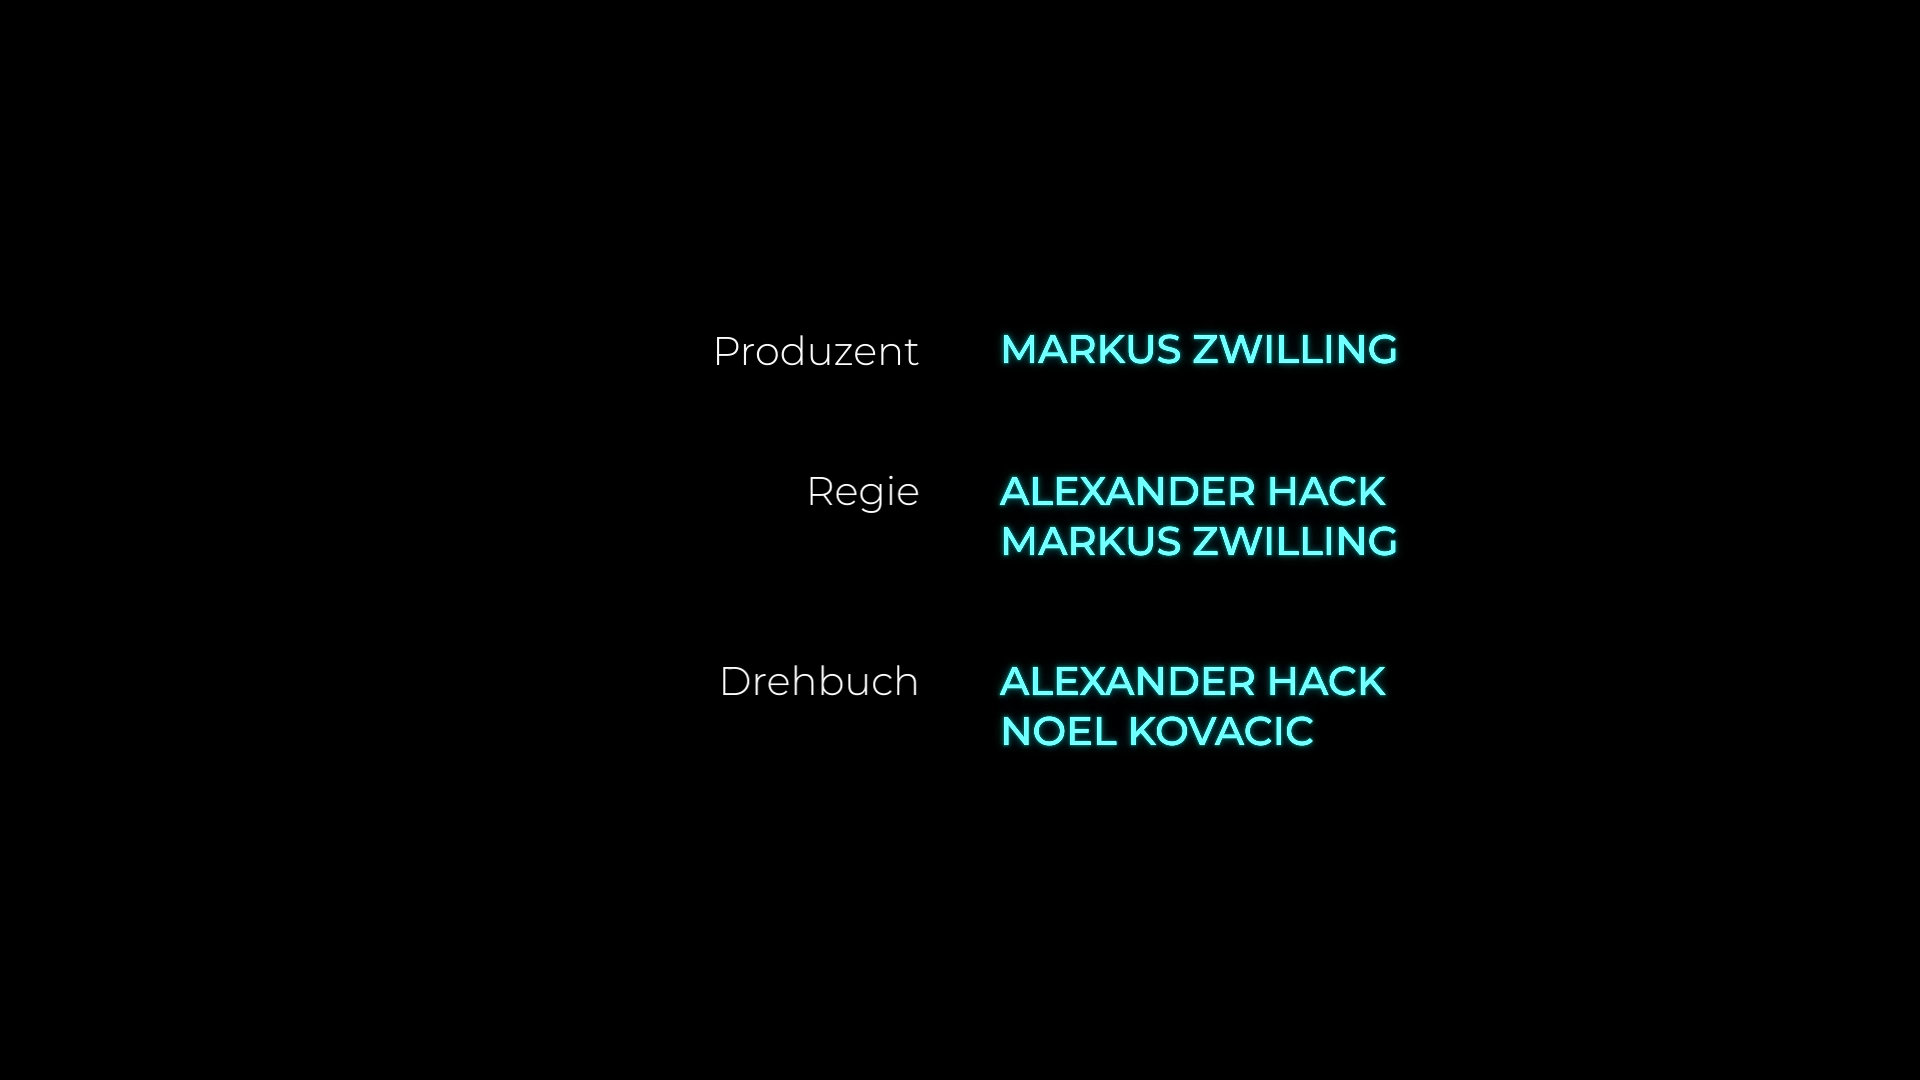 Produzent MARKUS ZWILLING
Regie ALEXANDER HACK
MARKUS ZWILLING
Drehbuch ALEXANDER HACK
NOEL KOVACIC